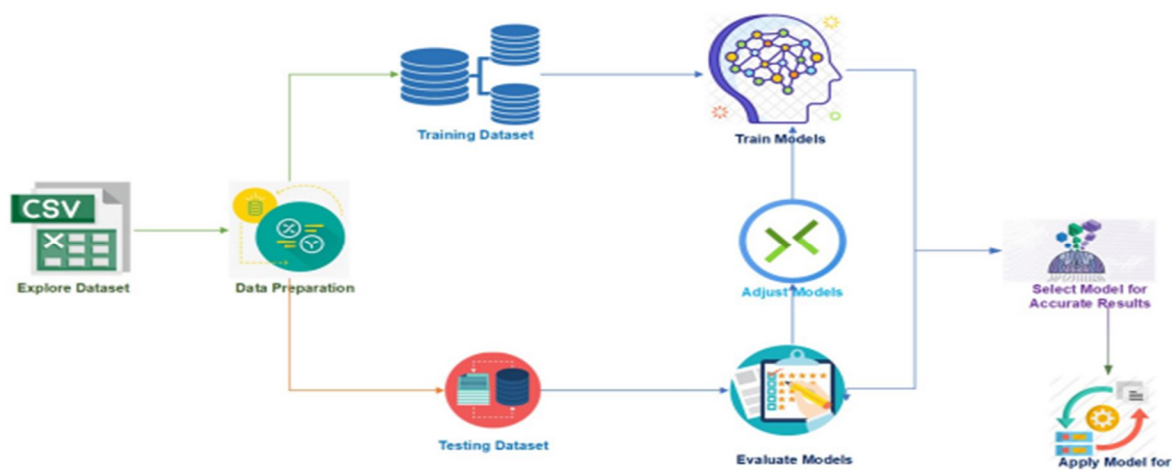 Training Dataset
Train Models
CSV
Explore Dataset
Data Preparation
Adjust Models
Select Model for
Accurate Results
Testing Dataset
Evaluate Models
Apply Model for